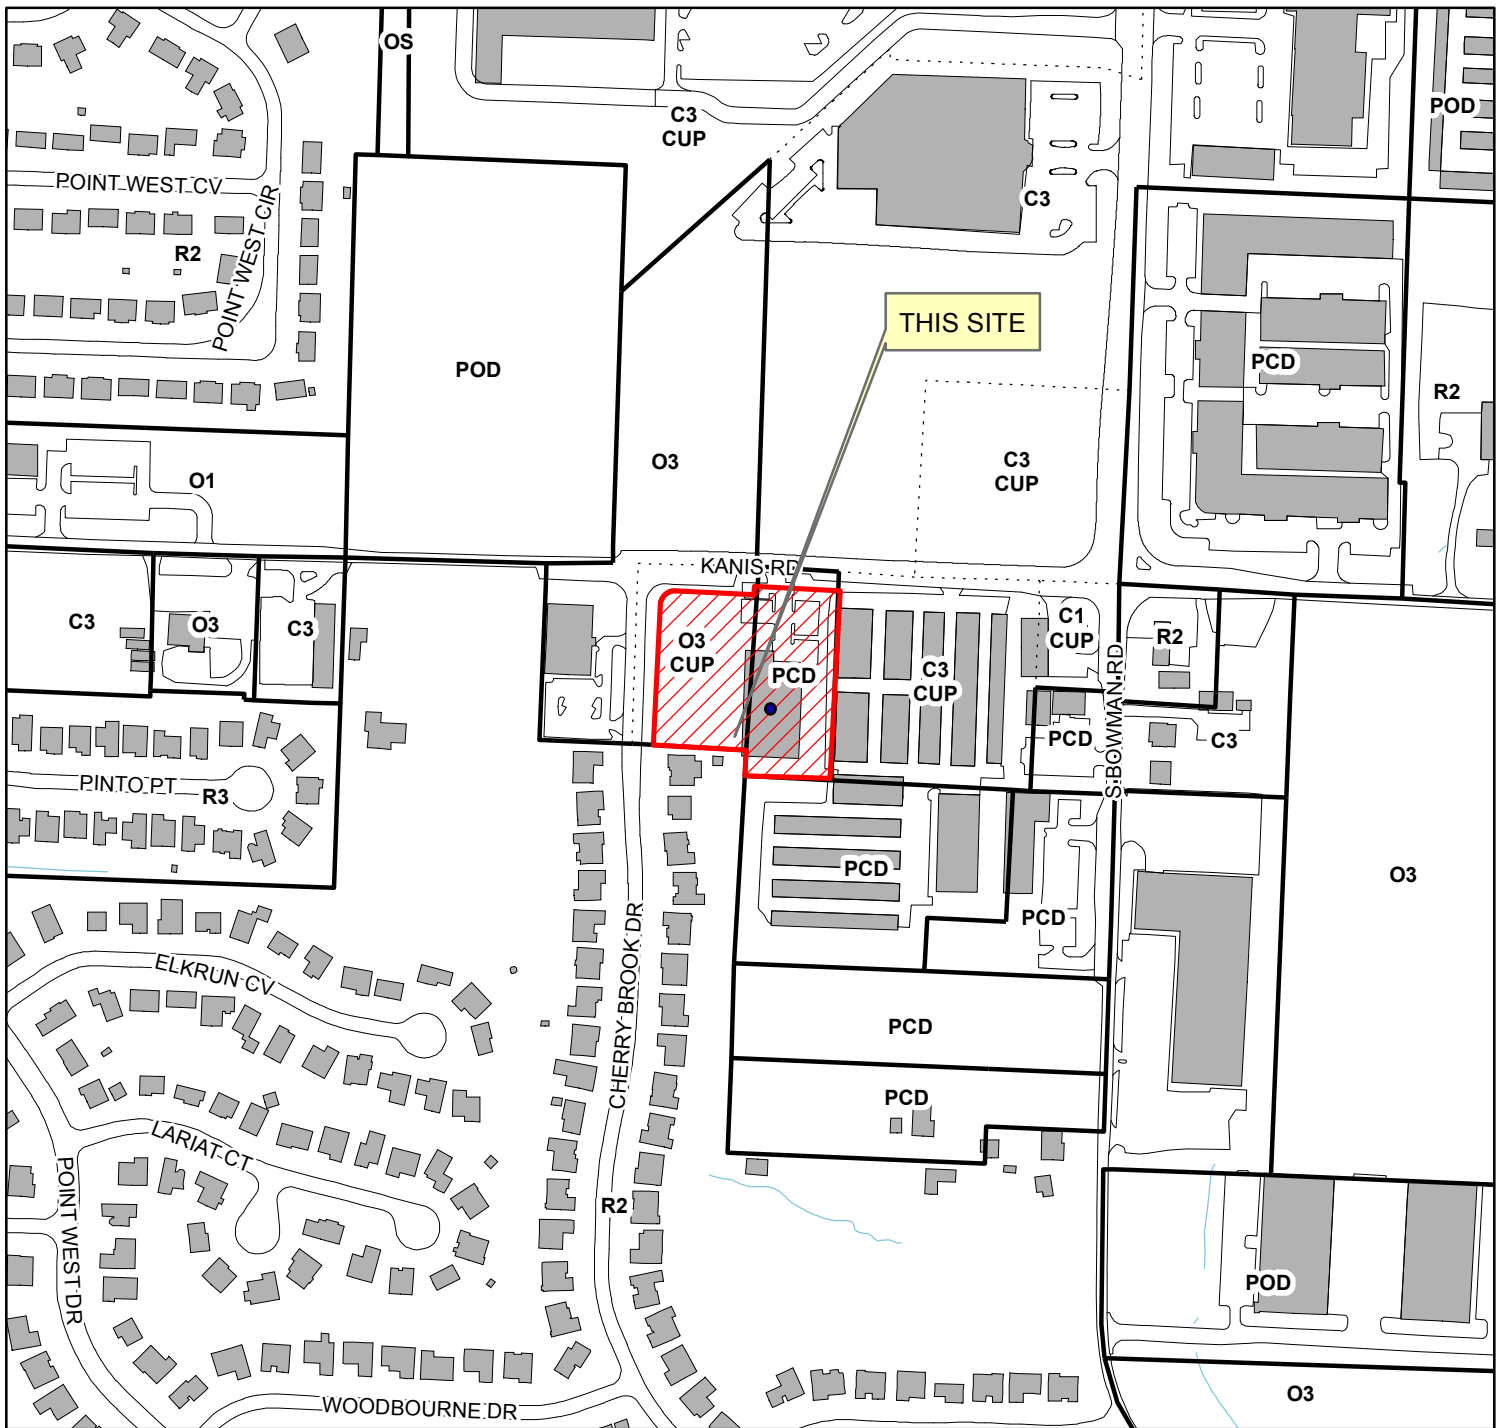 OS
C3
CUP
POD
POINT WEST CV
POINT WEST CIR
R2
C3
THIS SITE
POD
PCD
R2
O3
C3
CUP
O1
KANIS RD
C3
O3
C3
O3
CUP
PCD
C3
CUP
C1
CUP
R2
S BOWMAN RD
PCD
C3
PINTO PT
R3
PCD
O3
PCD
CHERRY BROOK DR
ELKRUN CV
PCD
PCD
LARIAT CT
POINT WEST DR
R2
POD
O3
WOODBOURNE DR